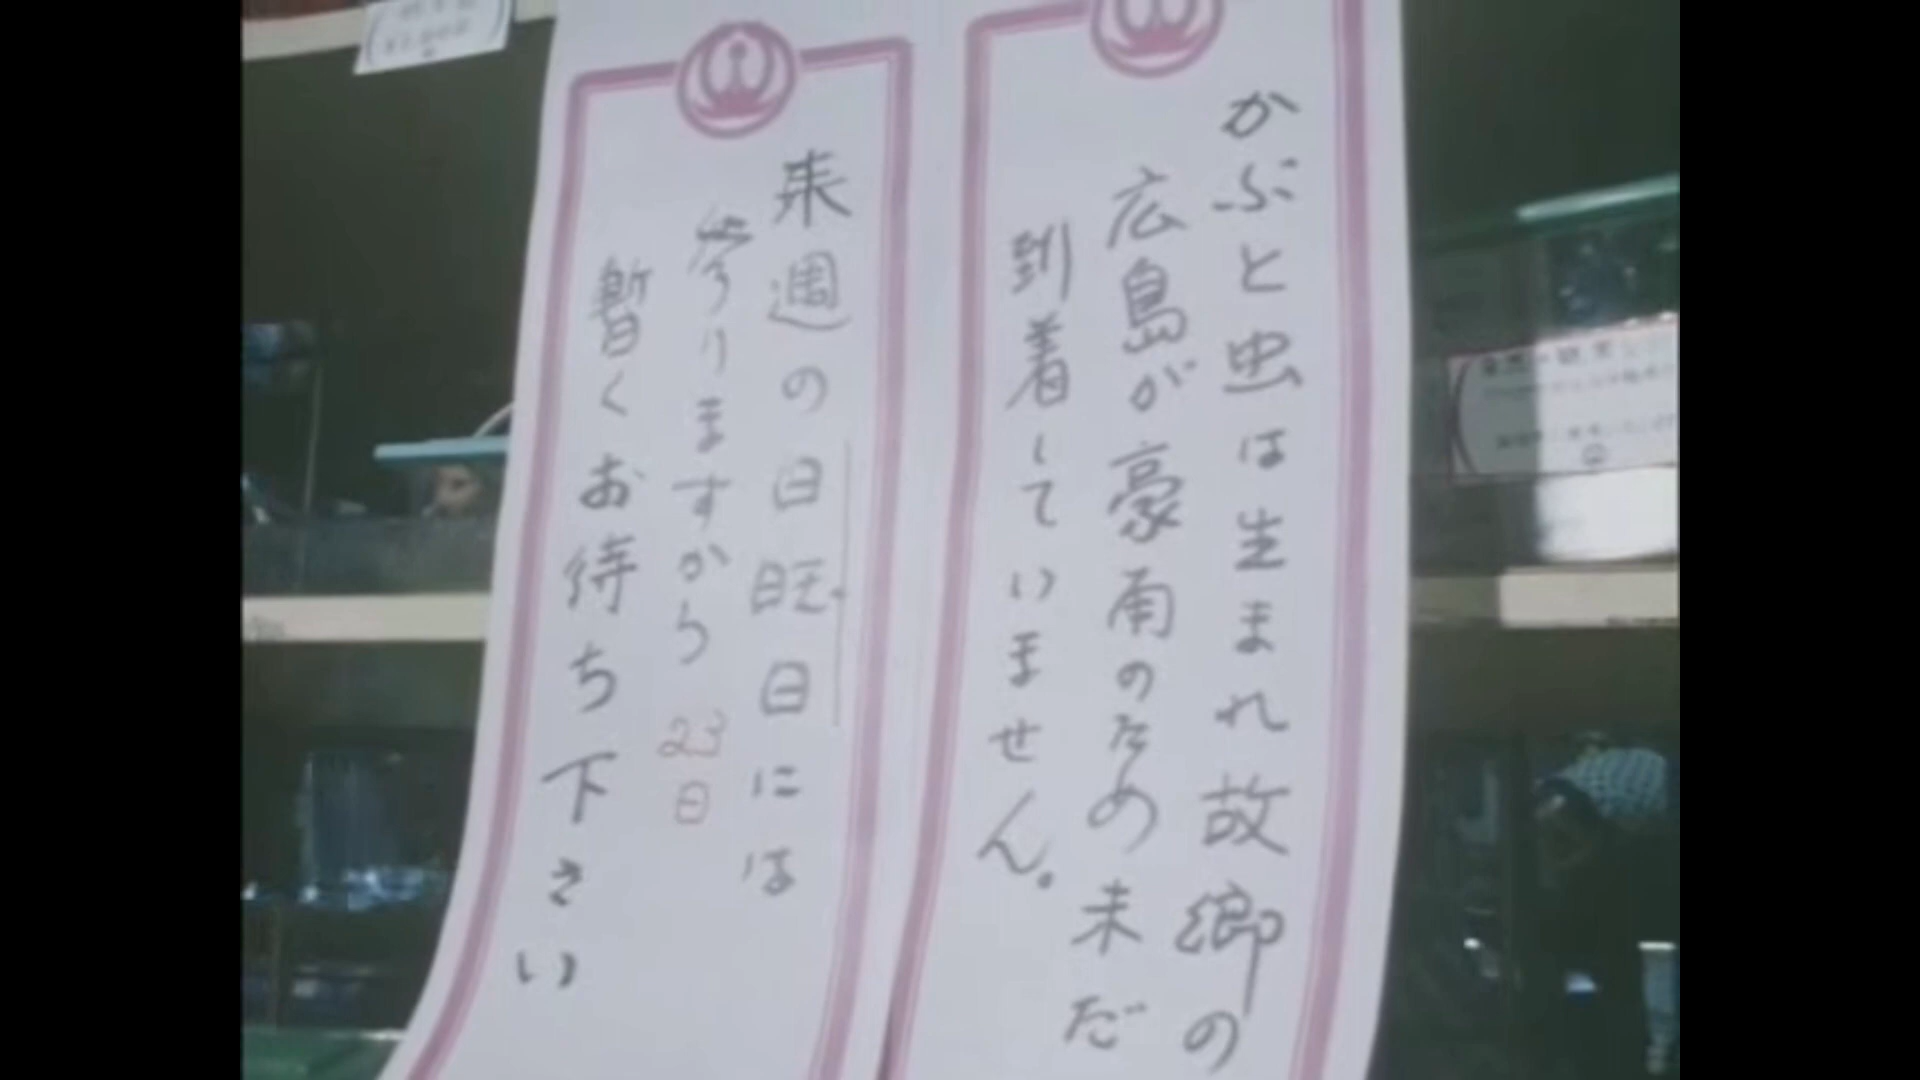 かぶと虫は生まれ故郷の
広島が豪雨のため未だ
到着していません。
来週の日曜日には
参りますから 23日
暫くお待ち下さい